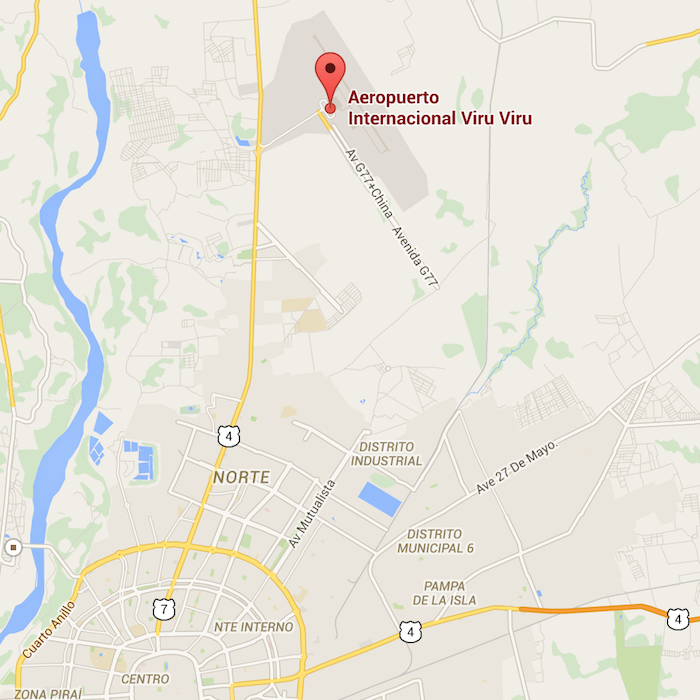 Aeropuerto
Internacional Viru Viru
Av G77+China - Avenida G77
4
DISTRITO
INDUSTRIAL
NORTE
Av Mutualista
Ave 27 De Mayo
DISTRITO
MUNICIPAL 6
PAMPA
DE LA ISLA
7
Cuarto Anillo
NTE INTERNO
4
4
CENTRO
ZONA PIRAÍ